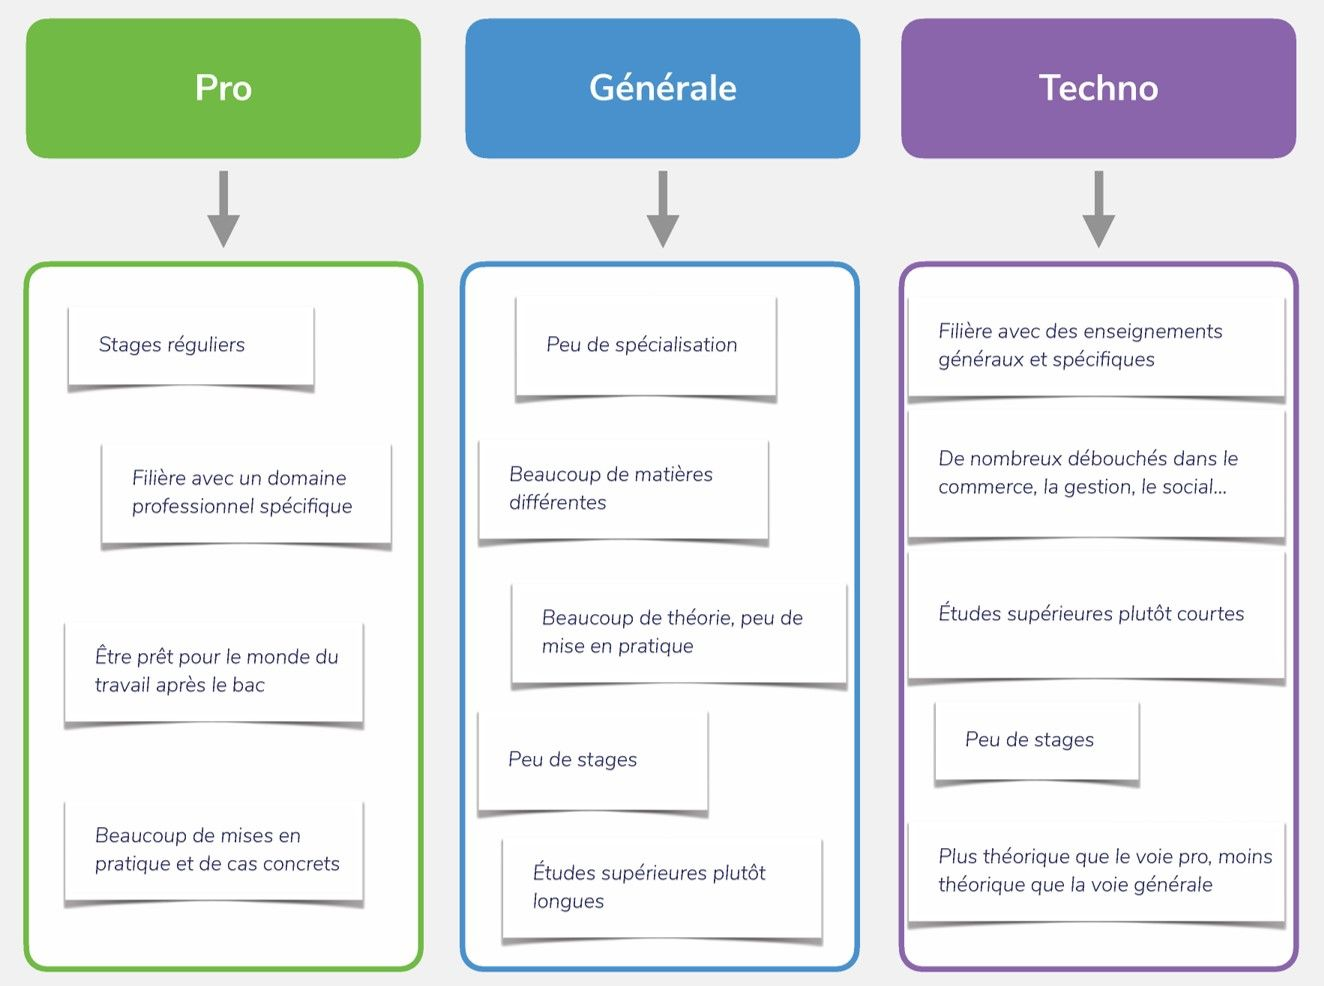 Pro
Générale
Techno
Stages réguliers
Filière avec un domaine
professionnel spécifique
Être prêt pour le monde du
travail après le bac
Beaucoup de mises en
pratique et de cas concrets
Peu de spécialisation
Beaucoup de matières
différentes
Beaucoup de théorie, peu de
mise en pratique
Peu de stages
Études supérieures plutôt
longues
Filière avec des enseignements
généraux et spécifiques
De nombreux débouchés dans le
commerce, la gestion, le social...
Études supérieures plutôt courtes
Peu de stages
Plus théorique que le voie pro, moins
théorique que la voie générale